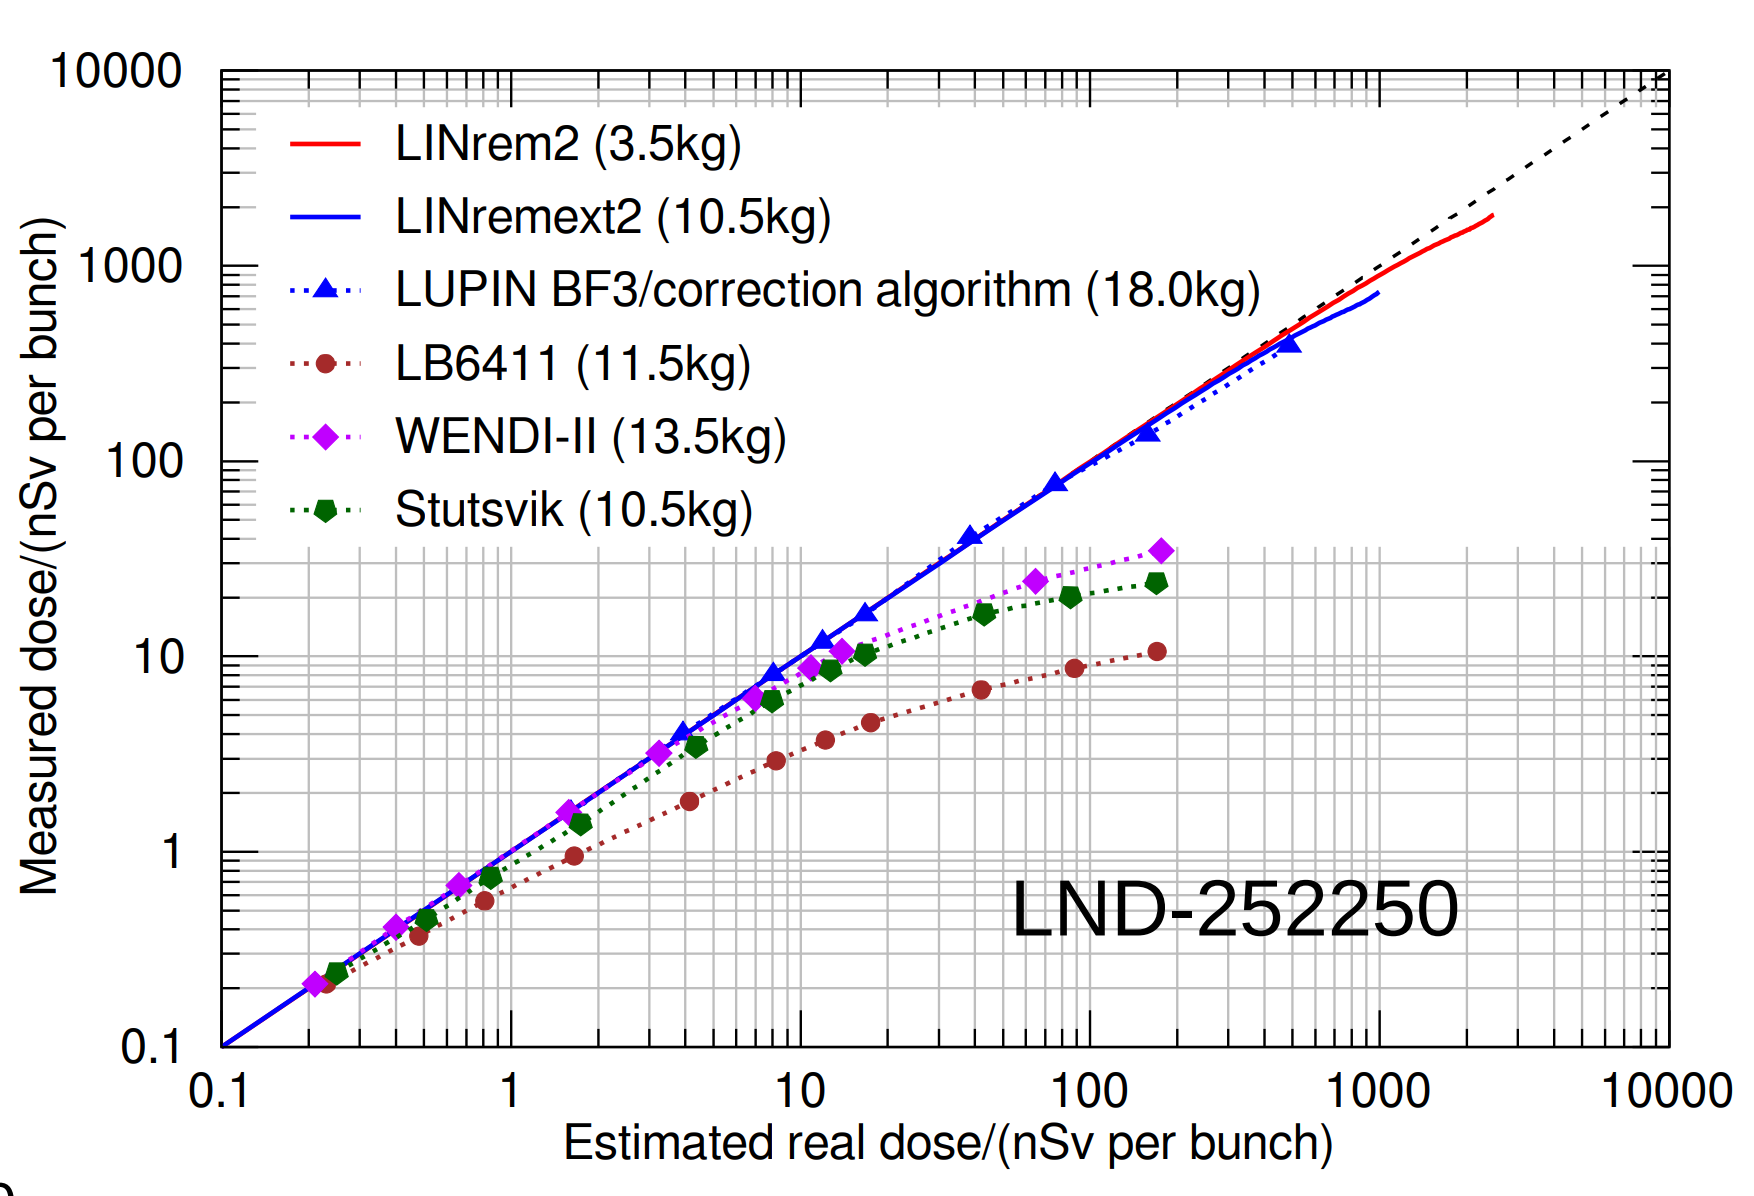 10000
1000
100
10
1
0.1
Measured dose/(nSv per bunch)
LINrem2 (3.5kg)
LINremext2 (10.5kg)
LUPIN BF3/correction algorithm (18.0kg)
LB6411 (11.5kg)
WENDI-II (13.5kg)
Stutsvik (10.5kg)
LND-252250
0.1 1 10 100 1000 10000
Estimated real dose/(nSv per bunch)